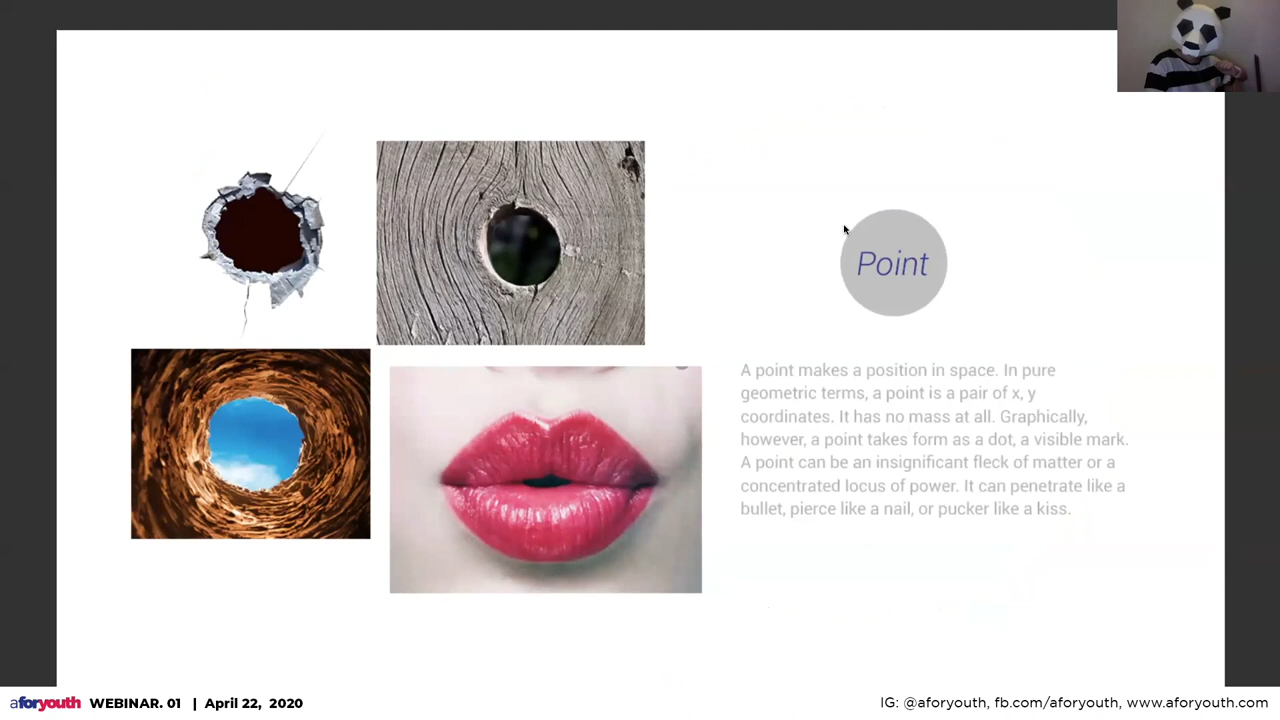 Point
A point makes a position in space. In pure
geometric terms, a point is a pair of x, y
coordinates. It has no mass at all. Graphically,
however, a point takes form as a dot, a visible mark.
A point can be an insignificant fleck of matter or a
concentrated locus of power. It can penetrate like a
bullet, pierce like a nail, or pucker like a kiss.
aforyouth WEBINAR. 01 | April 22, 2020
IG: @aforyouth, fb.com/aforyouth, www.aforyouth.com